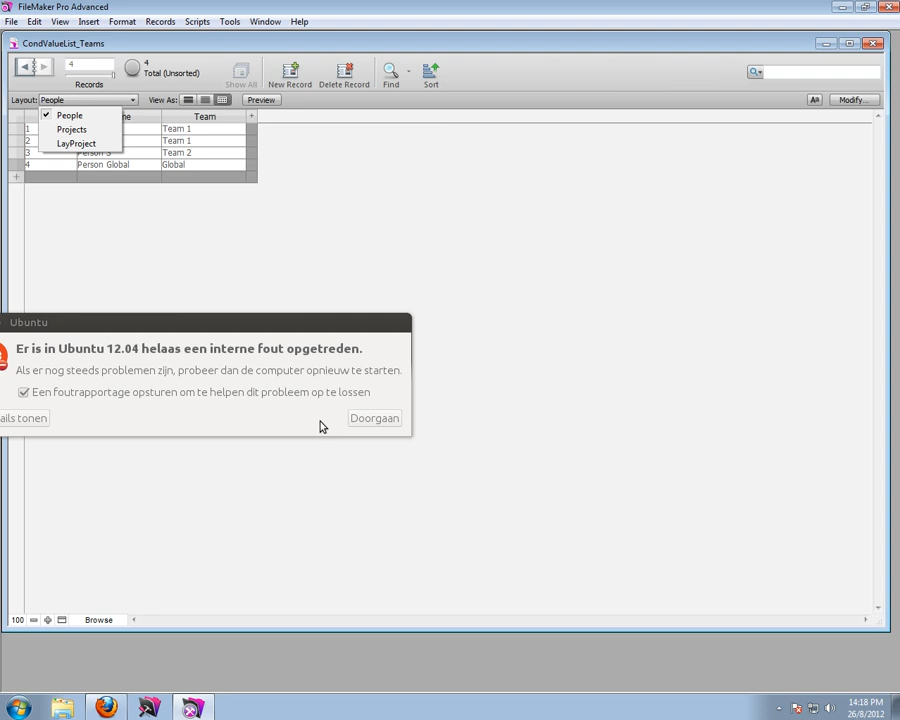 FileMaker Pro Advanced
File Edit View Insert Format Records Scripts Tools Window Help
CondValueList_Teams
4
Records
4
Total (Unsorted)
Show All
New Record
Delete Record
Find
Sort
Layout: People View As: Preview Aa Modify...
People
Projects
LayProject
Team
1 Team 1
2 Team 1
3 Team 2
4 Person Global Global
Ubuntu
Er is in Ubuntu 12.04 helaas een interne fout opgetreden.
Als er nog steeds problemen zijn, probeer dan de computer opnieuw te starten.
Een foutrapportage opsturen om te helpen dit probleem op te lossen
ails tonen Doorgaan
100 Browse
14:18 PM
26/8/2012